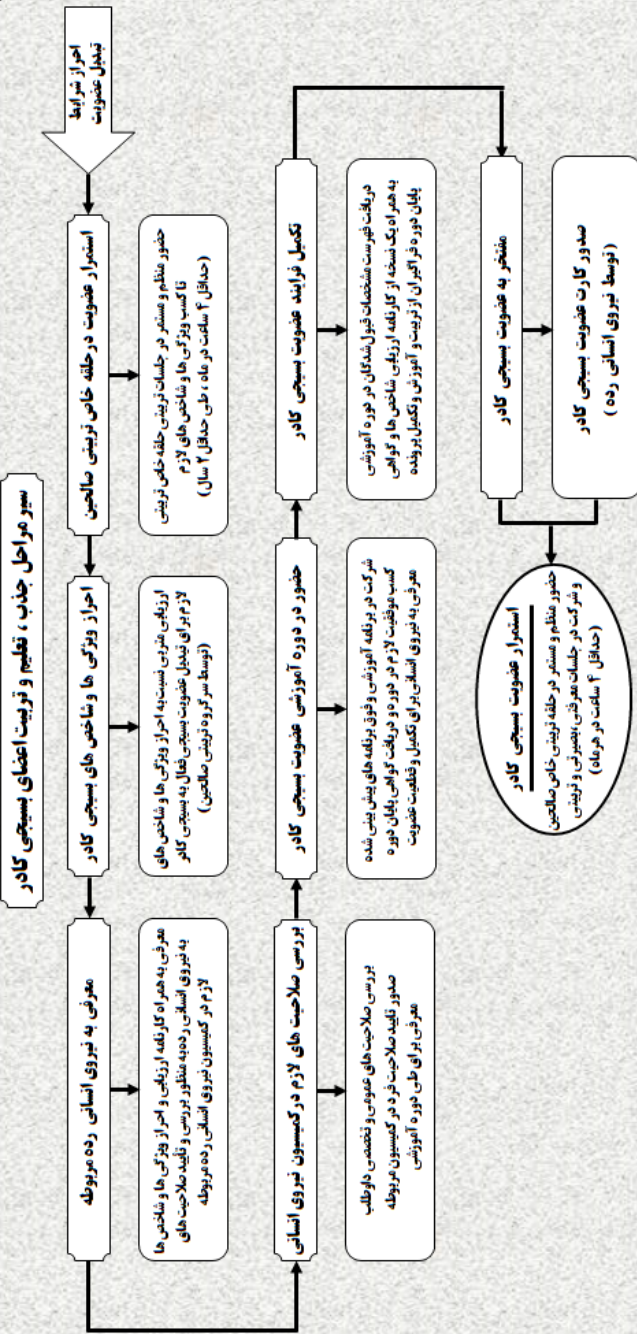 سیر مراحل جذب ، تعلیم و تربیت اعضای بسیجی کادر
احراز شرایط
تبدیل عضویت
استمرار عضویت در حلقه خاص تربیتی صالحین
حضور منظم و مستمر در جلسات تربیتی حلقه خاص تربیتی
تا کسب ویژگی ها و شاخص های لازم
(حداقل ۴ ساعت در ماه ، طی حداقل ۲ سال)
احراز ویژگی ها و شاخص های بسیجی کادر
ارزیابی متربی نسبت به احراز ویژگی ها و شاخص های
لازم برای تبدیل عضویت بسیجی فعال به بسیجی کادر
(توسط سرگروه تربیتی صالحین)
معرفی به نیروی انسانی رده مربوطه
معرفی به همراه کارنامه ارزیابی و احراز ویژگی ها و شاخص ها
به نیروی انسانی رده به منظور بررسی و تایید صلاحیت های
لازم در کمیسیون نیروی انسانی رده مربوطه
بررسی صلاحیت های لازم در کمیسیون نیروی انسانی
بررسی صلاحیت های عمومی و تخصصی داوطلب
صدور تایید صلاحیت فرد در کمیسیون مربوطه
معرفی برای طی دوره آموزشی
حضور در دوره آموزشی عضویت بسیجی کادر
شرکت در برنامه آموزشی و فوق برنامه های پیش بینی شده
کسب موفقیت لازم در دوره و دریافت گواهی پایان دوره
معرفی به نیروی انسانی برای تکمیل و قطعیت عضویت
تکمیل فرایند عضویت بسیجی کادر
دریافت فهرست مشخصات قبول شدگان در دوره آموزشی
به همراه یک نسخه از کارنامه ارزیابی شاخص ها و گواهی
پایان دوره فراگیران از تربیت و آموزش و تکمیل پرونده
مفتخر به عضویت بسیجی کادر
صدور کارت عضویت بسیجی کادر
(توسط نیروی انسانی رده )
استمرار عضویت بسیجی کادر
حضور منظم و مستمر در حلقه تربیتی خاص صالحین
و شرکت در جلسات معرفتی ،بصیرتی و تربیتی
(حداقل ۴ ساعت در هرماه)